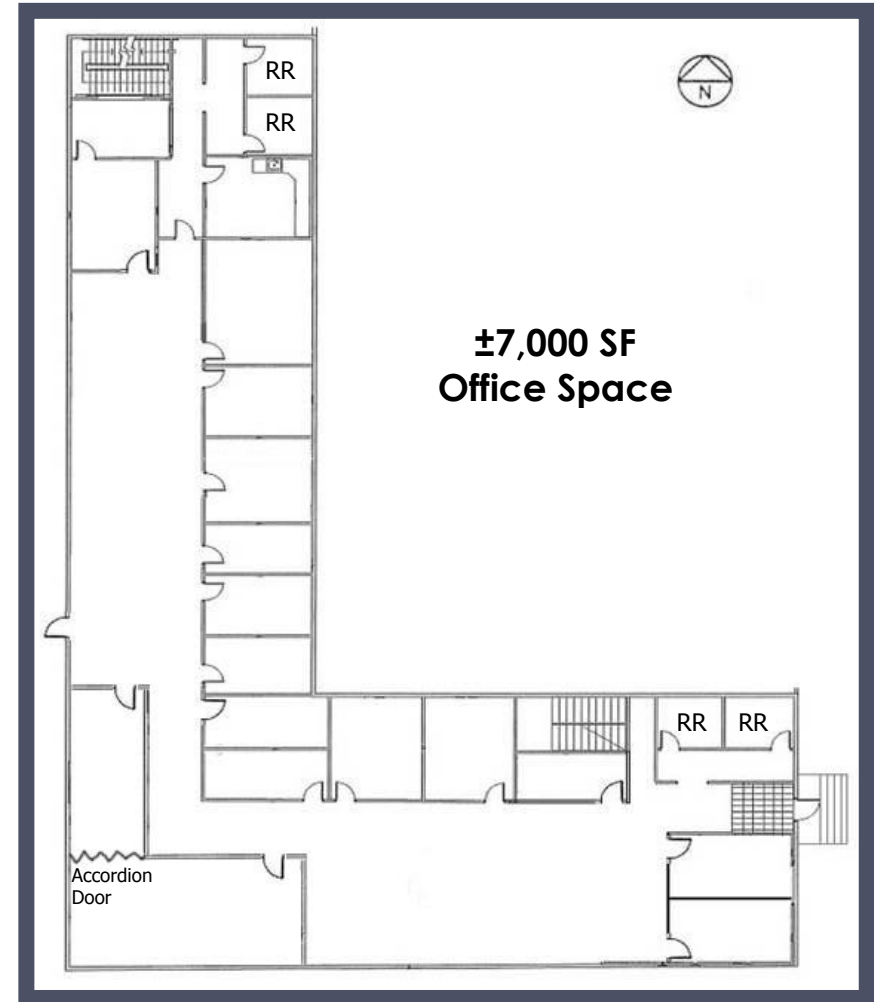 RR
RR
N
±7,000 SF
Office Space
RR RR
Accordion
Door